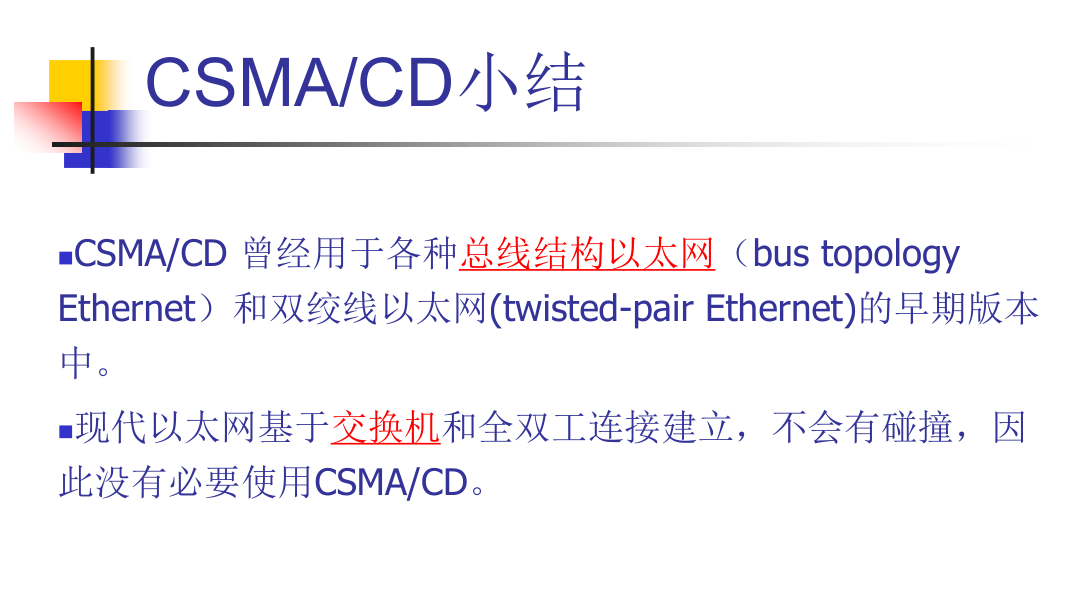 CSMA/CD小结
■CSMA/CD 曾经用于各种总线结构以太网（bus topology
Ethernet）和双绞线以太网(twisted-pair Ethernet)的早期版本
中。
■现代以太网基于交换机和全双工连接建立，不会有碰撞，因
此没有必要使用CSMA/CD。